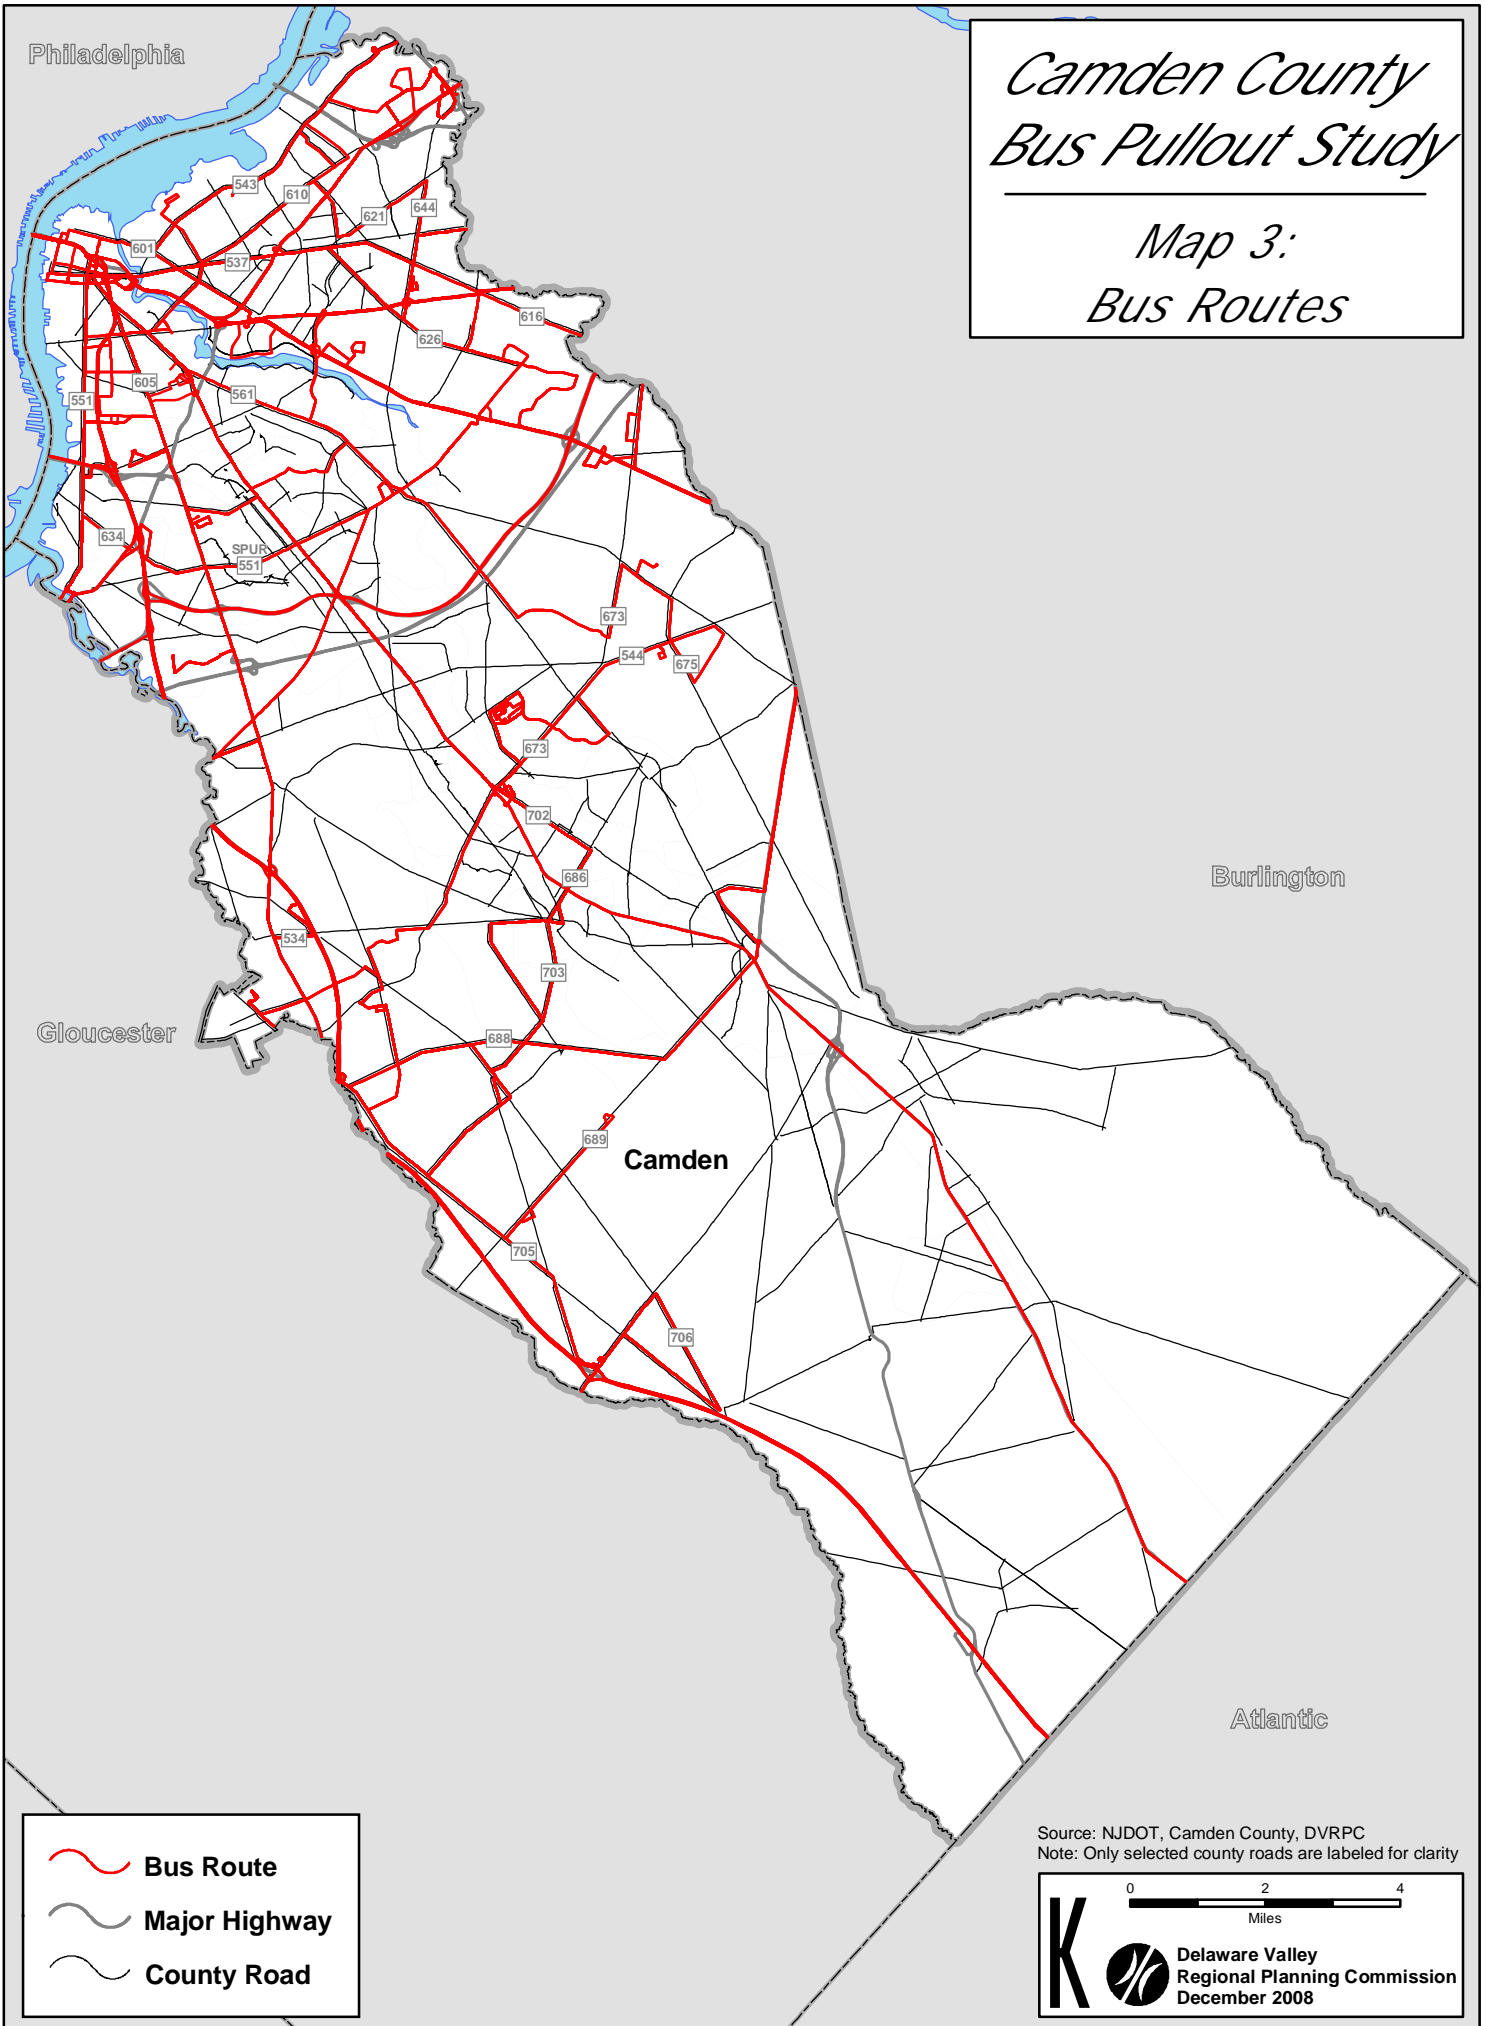 Philadelphia
Camden County
Bus Pullout Study
Map 3:
Bus Routes
543
610
621
644
601
537
616
626
605
561
551
634
SPUR
551
673
544
675
673
702
686
534
703
688
689
705
706
Camden
Burlington
Gloucester
Atlantic
Bus Route
Major Highway
County Road
Source: NJDOT, Camden County, DVRPC
Note: Only selected county roads are labeled for clarity
0 2 4
Miles
K
Delaware Valley
Regional Planning Commission
December 2008